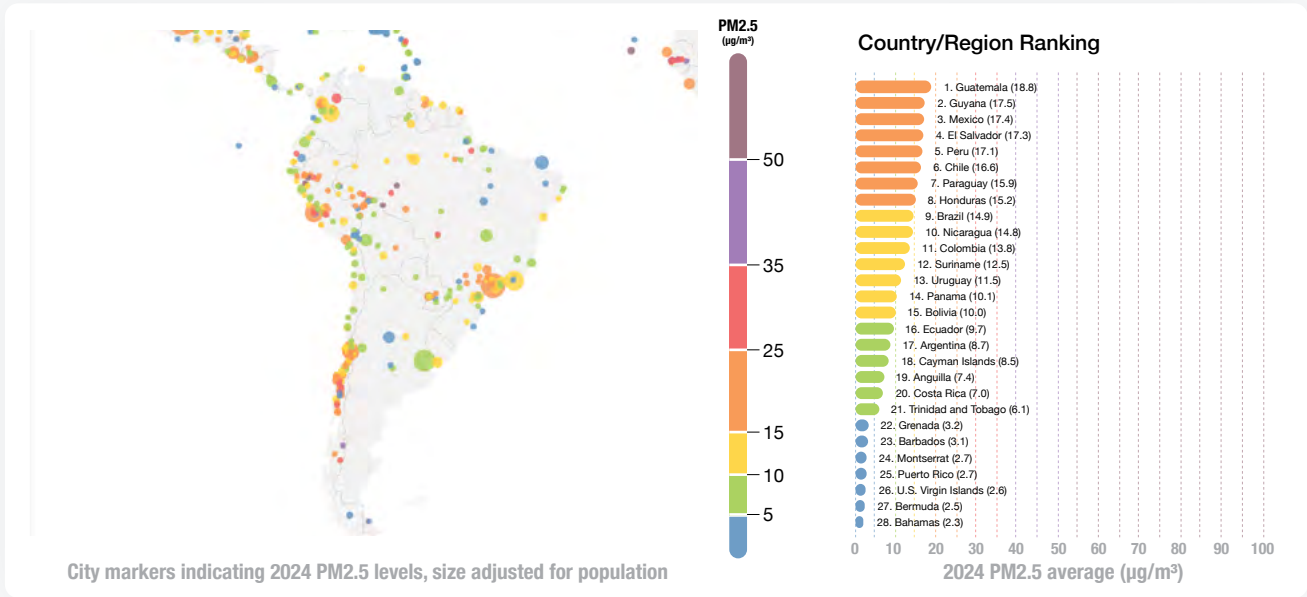 PM2.5
(µg/m³)
50
35
25
15
10
5
City markers indicating 2024 PM2.5 levels, size adjusted for population
Country/Region Ranking
1. Guatemala (18.8)
2. Guyana (17.5)
3. Mexico (17.4)
4. El Salvador (17.3)
5. Peru (17.1)
6. Chile (16.6)
7. Paraguay (15.9)
8. Honduras (15.2)
9. Brazil (14.9)
10. Nicaragua (14.8)
11. Colombia (13.8)
12. Suriname (12.5)
13. Uruguay (11.5)
14. Panama (10.1)
15. Bolivia (10.0)
16. Ecuador (9.7)
17. Argentina (8.7)
18. Cayman Islands (8.5)
19. Anguilla (7.4)
20. Costa Rica (7.0)
21. Trinidad and Tobago (6.1)
22. Grenada (3.2)
23. Barbados (3.1)
24. Montserrat (2.7)
25. Puerto Rico (2.7)
26. U.S. Virgin Islands (2.6)
27. Bermuda (2.5)
28. Bahamas (2.3)
0 10 20 30 40 50 60 70 80 90 100
2024 PM2.5 average (µg/m³)